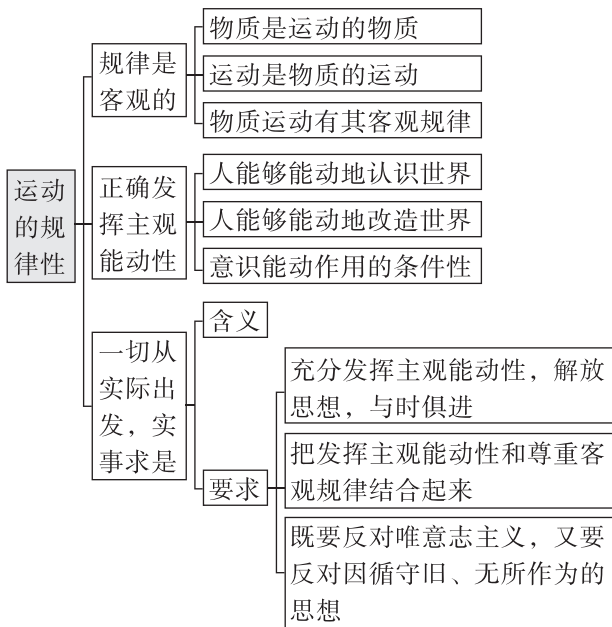 运动
的规
律性
规律是
客观的
物质是运动的物质
运动是物质的运动
物质运动有其客观规律
正确发
挥主观
能动性
人能够能动地认识世界
人能够能动地改造世界
意识能动作用的条件性
一切从
实际出
发，实
事求是
含义
要求
充分发挥主观能动性，解放
思想，与时俱进
把发挥主观能动性和尊重客
观规律结合起来
既要反对唯意志主义，又要
反对因循守旧、无所作为的
思想